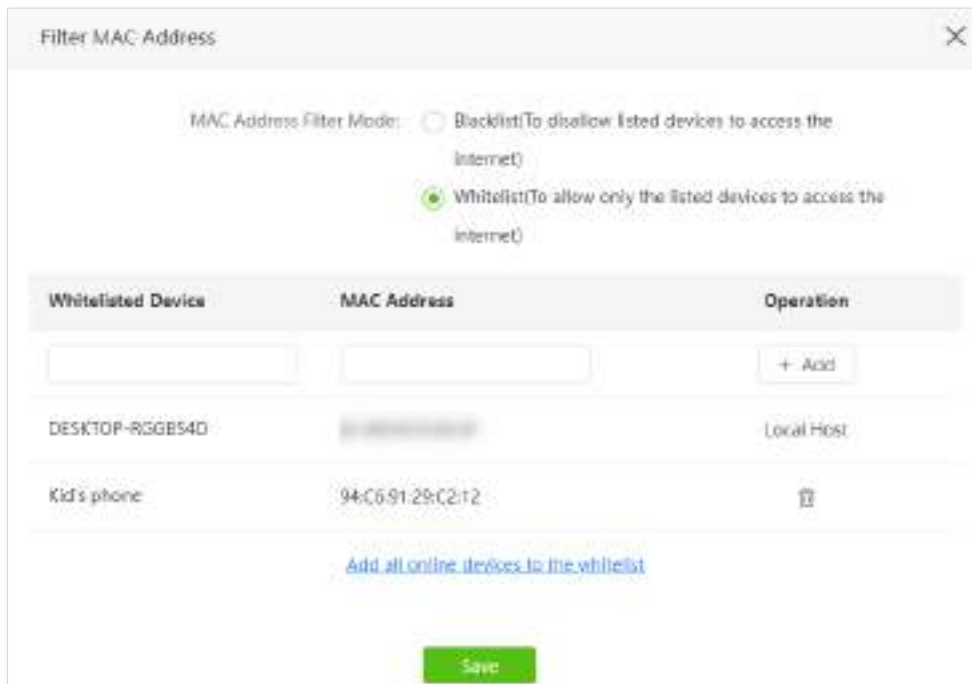 Filter MAC Address
MAC Address Filter Mode: Blacklist(To disallow listed devices to access the
internet)
Whitelist(To allow only the listed devices to access the
internet)
Whitelisted Device MAC Address Operation
+ Add
DESKTOP-RGGBS4D Local Host
Kid's phone 94:C6:91:29:C2:12
Add all online devices to the whitelist
Save